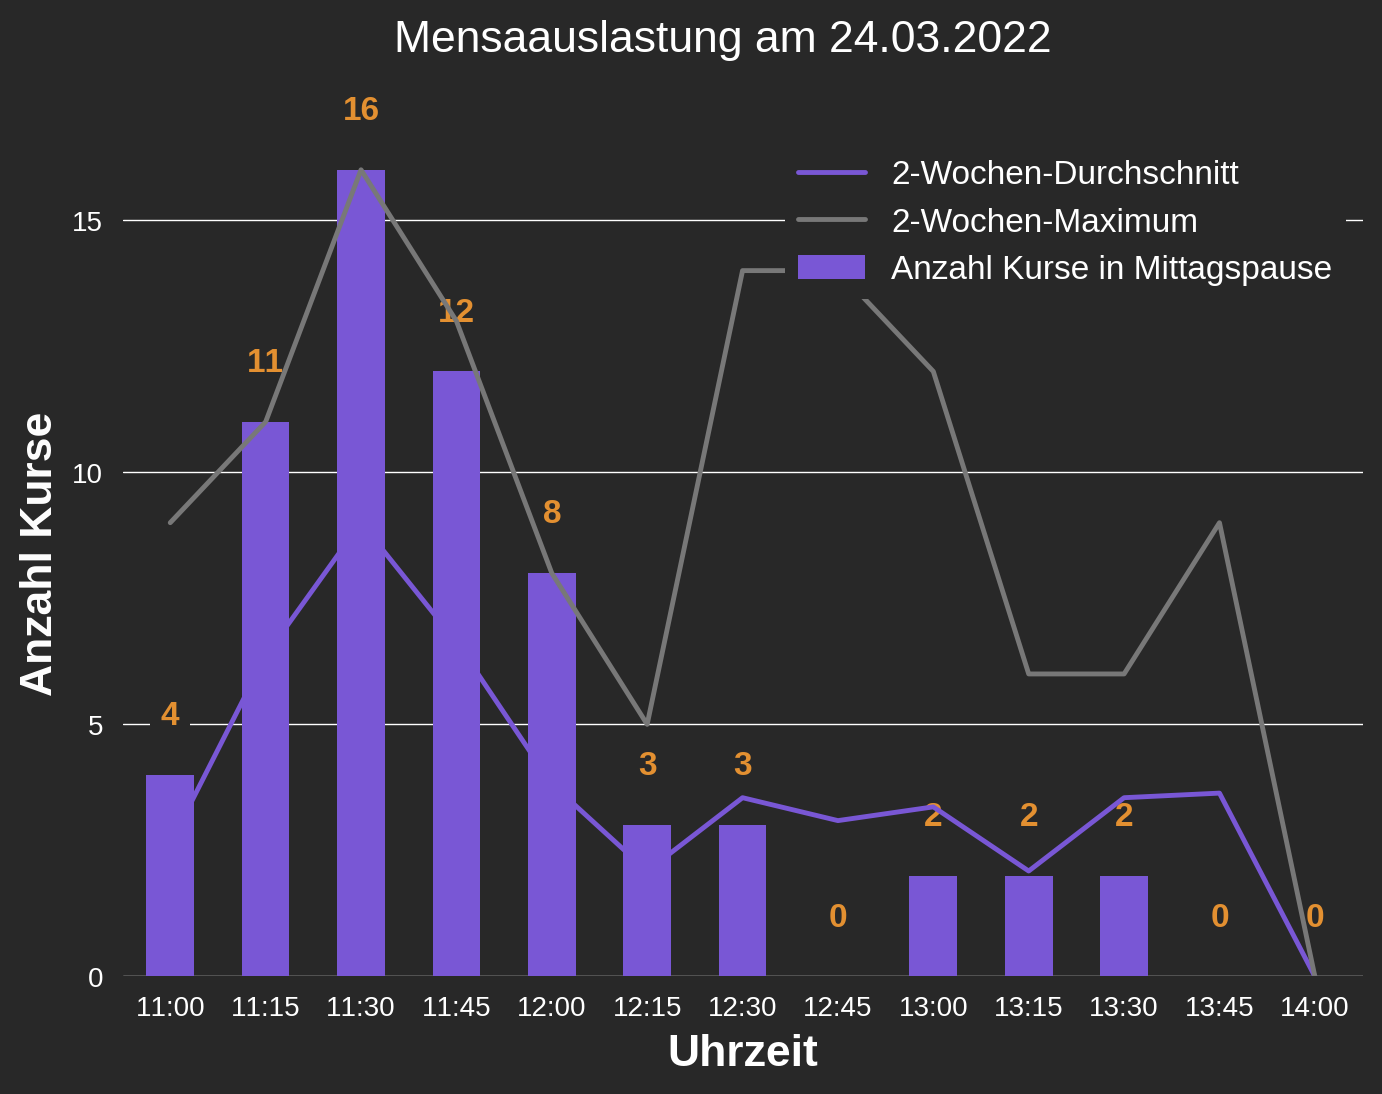 Mensaauslastung am 24.03.2022
16
2-Wochen-Durchschnitt
2-Wochen-Maximum
Anzahl Kurse in Mittagspause
15
12
11
10
8
5
4
3
3
2
2
2
0
0
0
0
Anzahl Kurse
11:00 11:15 11:30 11:45 12:00 12:15 12:30 12:45 13:00 13:15 13:30 13:45 14:00
Uhrzeit